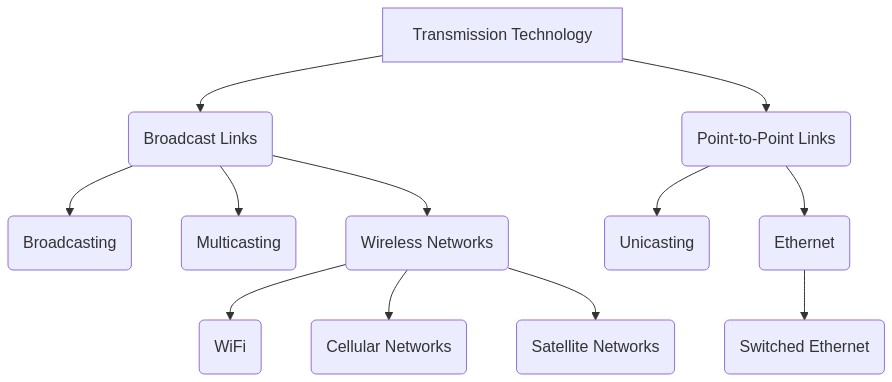 Transmission Technology
Broadcast Links
Point-to-Point Links
Broadcasting
Multicasting
Wireless Networks
Unicasting
Ethernet
WiFi
Cellular Networks
Satellite Networks
Switched Ethernet